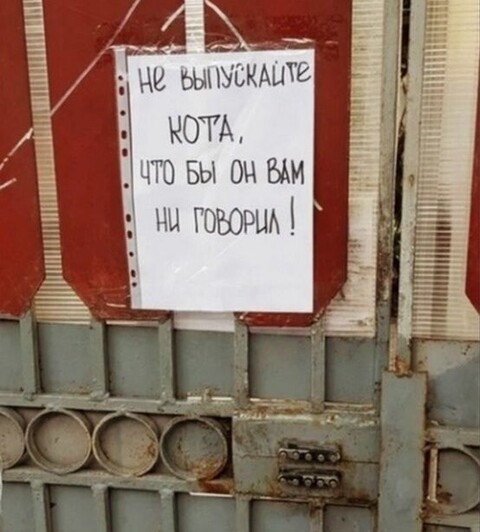 НЕ ВЫПУСКАЙТЕ
КОТА,
ЧТО БЫ ОН ВАМ
НИ ГОВОРИЛ!